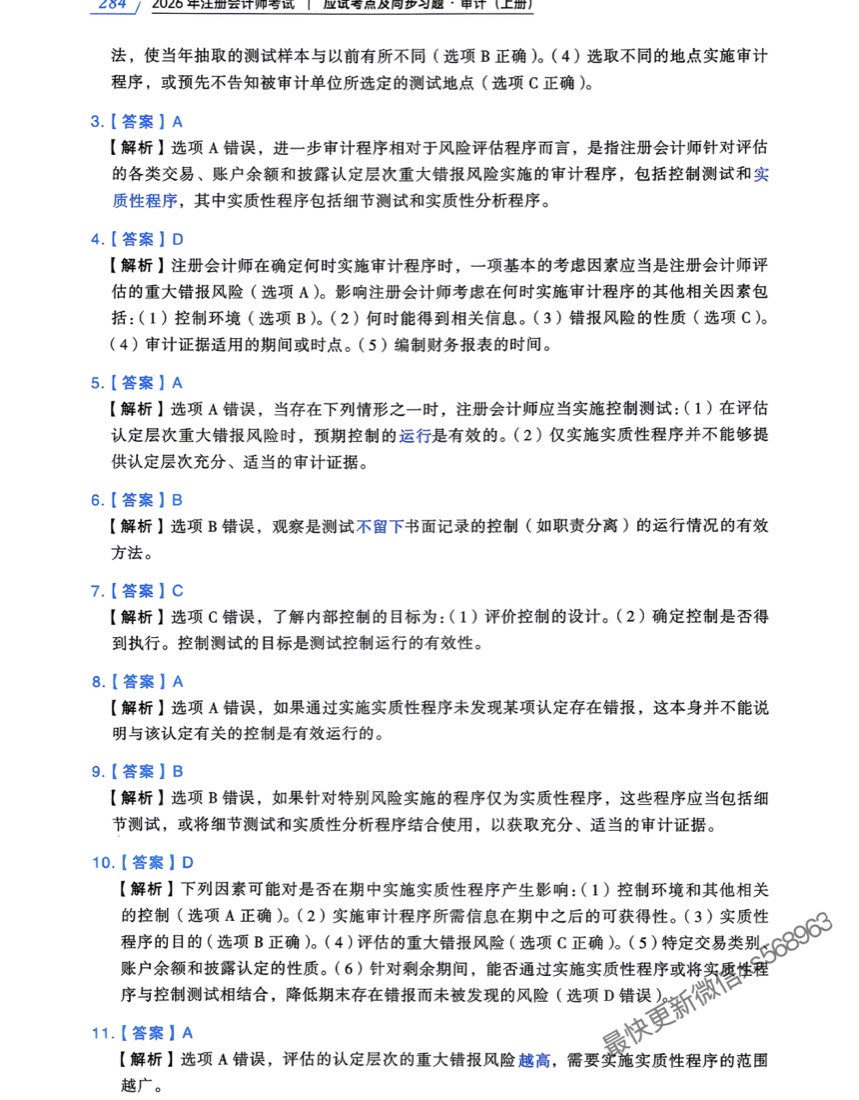 284 / 2026 年注册会计师考试 | 应试考点及同步习题·审计（上册）
法，使当年抽取的测试样本与以前有所不同（选项 B 正确）。（4）选取不同的地点实施审计
程序，或预先不告知被审计单位所选定的测试地点（选项 C 正确）。
3.【答案】A
【解析】选项 A 错误，进一步审计程序相对于风险评估程序而言，是指注册会计师针对评估
的各类交易、账户余额和披露认定层次重大错报风险实施的审计程序，包括控制测试和实
质性程序，其中实质性程序包括细节测试和实质性分析程序。
4.【答案】D
【解析】注册会计师在确定何时实施审计程序时，一项基本的考虑因素应当是注册会计师评
估的重大错报风险（选项 A）。影响注册会计师考虑在何时实施审计程序的其他相关因素包
括：（1）控制环境（选项 B）。（2）何时能得到相关信息。（3）错报风险的性质（选项 C）。
（4）审计证据适用的期间或时点。（5）编制财务报表的时间。
5.【答案】A
【解析】选项 A 错误，当存在下列情形之一时，注册会计师应当实施控制测试：（1）在评估
认定层次重大错报风险时，预期控制的运行是有效的。（2）仅实施实质性程序并不能够提
供认定层次充分、适当的审计证据。
6.【答案】B
【解析】选项 B 错误，观察是测试不留下书面记录的控制（如职责分离）的运行情况的有效
方法。
7.【答案】C
【解析】选项 C 错误，了解内部控制的目标为：（1）评价控制的设计。（2）确定控制是否得
到执行。控制测试的目标是测试控制运行的有效性。
8.【答案】A
【解析】选项 A 错误，如果通过实施实质性程序未发现某项认定存在错报，这本身并不能说
明与该认定有关的控制是有效运行的。
9.【答案】B
【解析】选项 B 错误，如果针对特别风险实施的程序仅为实质性程序，这些程序应当包括细
节测试，或将细节测试和实质性分析程序结合使用，以获取充分、适当的审计证据。
10.【答案】D
【解析】下列因素可能对是否在期中实施实质性程序产生影响：（1）控制环境和其他相关
的控制（选项 A 正确）。（2）实施审计程序所需信息在期中之后的可获得性。（3）实质性
程序的目的（选项 B 正确）。（4）评估的重大错报风险（选项 C 正确）。（5）特定交易类别、
账户余额和披露认定的性质。（6）针对剩余期间，能否通过实施实质性程序或将实质性程
序与控制测试相结合，降低期末存在错报而未被发现的风险（选项 D 错误）。
11.【答案】A
【解析】选项 A 错误，评估的认定层次的重大错报风险越高，需要实施实质性程序的范围
越广。
最快更新微信:cs568963